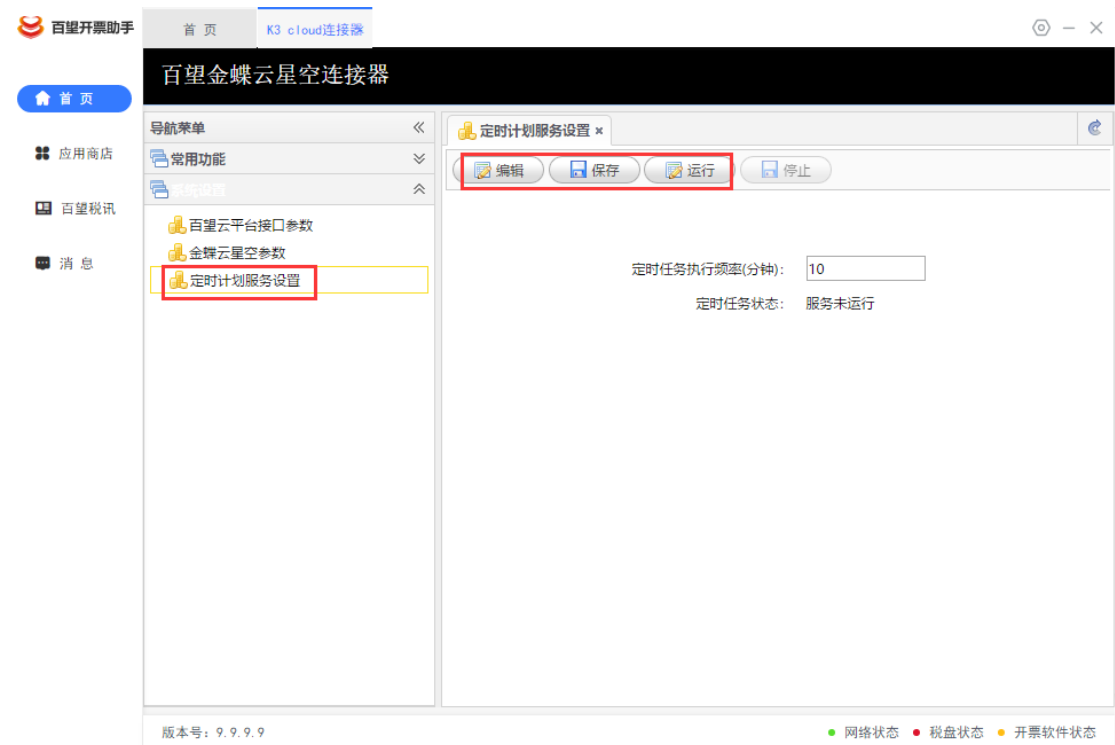 百望开票助手
首 页
K3 cloud连接器
百望金蝶云星空连接器
首 页
应用商店
百望税讯
消 息
导航菜单
常用功能
系统设置
百望云平台接口参数
金蝶云星空参数
定时计划服务设置
定时计划服务设置
编辑
保存
运行
停止
定时任务执行频率(分钟): 10
定时任务状态: 服务未运行
版本号: 9.9.9.9
网络状态
税盘状态
开票软件状态